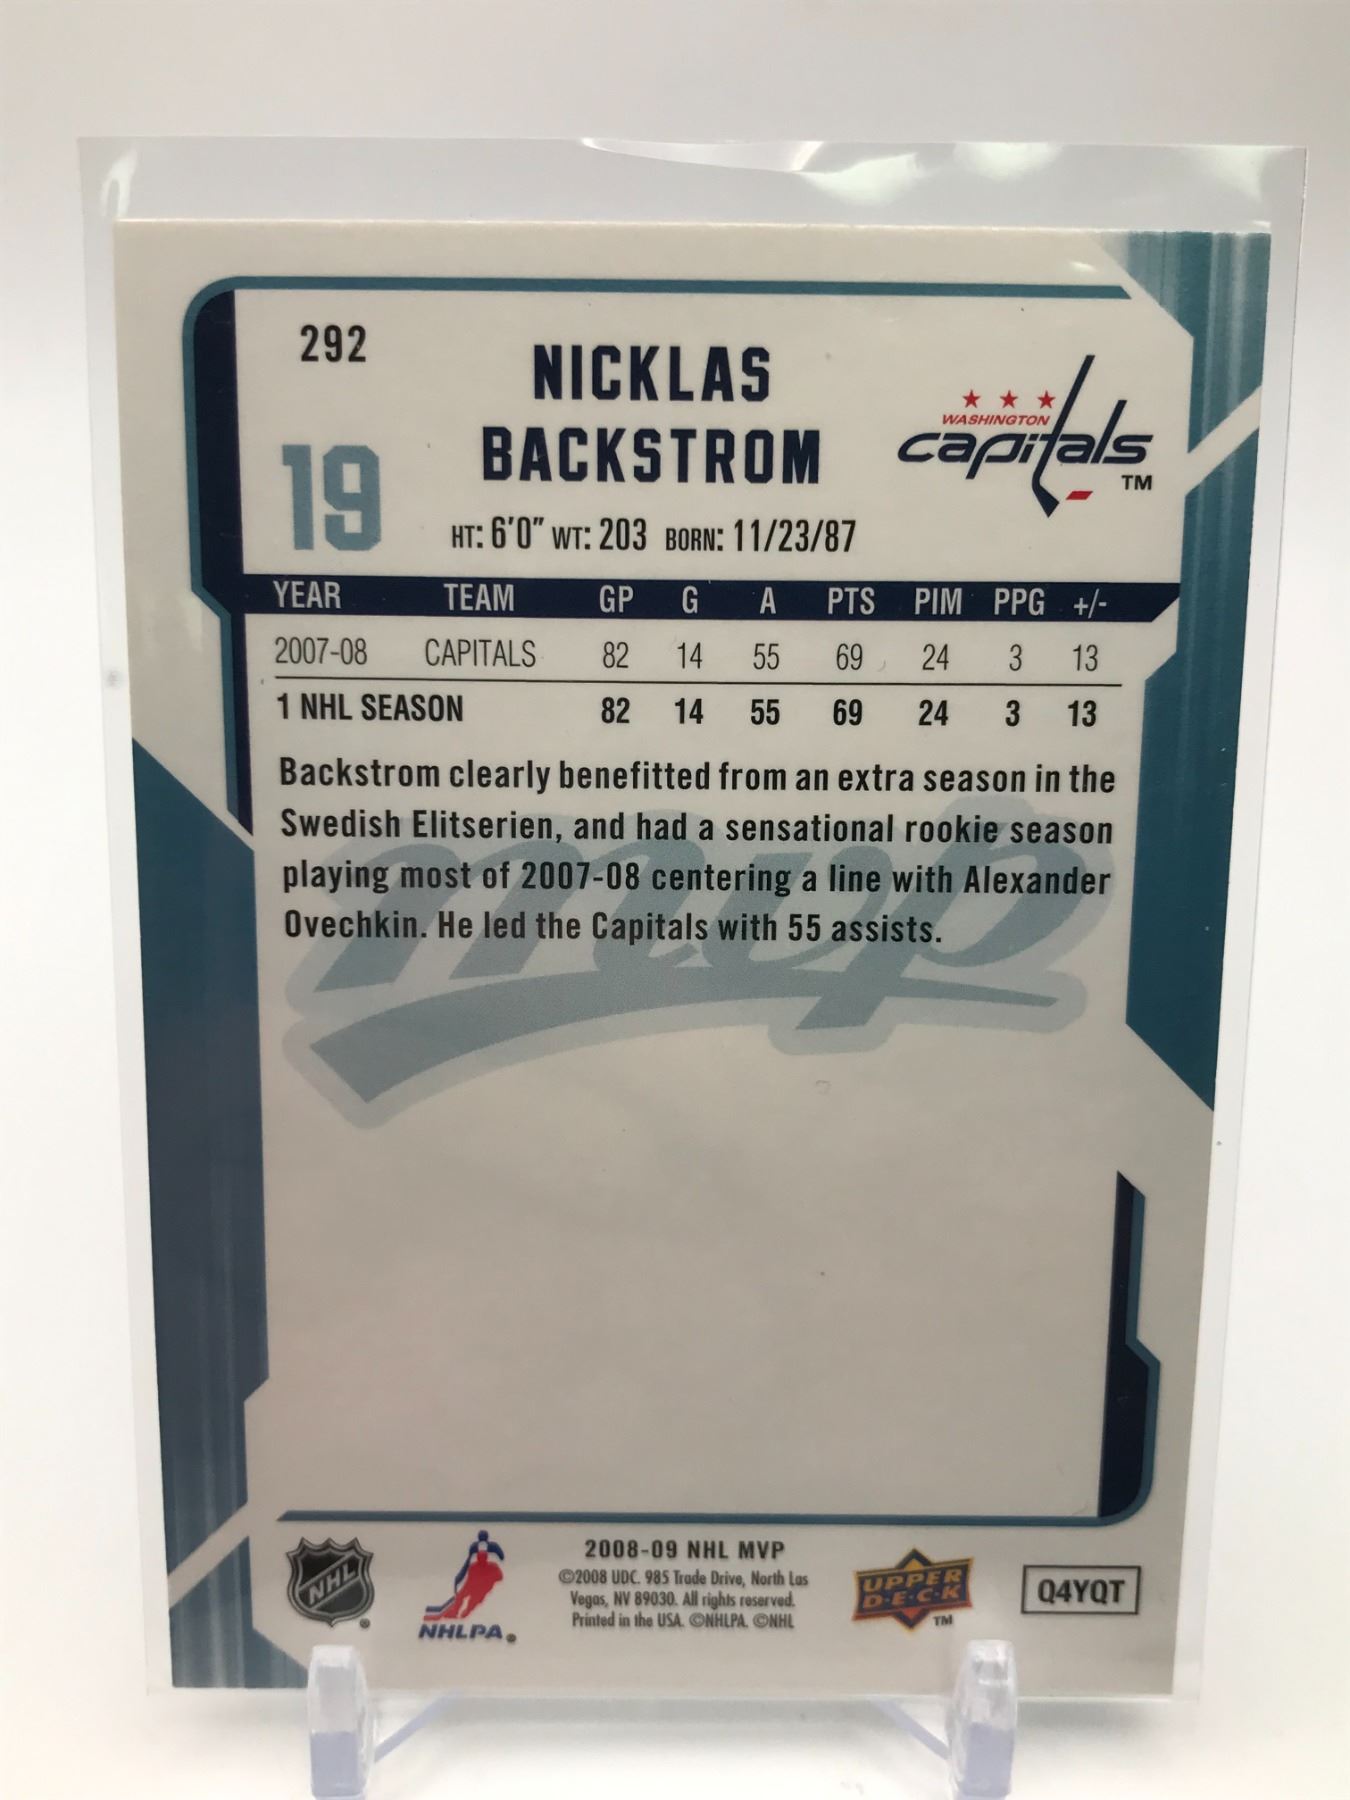 292
NICKLAS
BACKSTROM
19
HT: 6'0" WT: 203 BORN: 11/23/87
WASHINGTON
capitals
TM
YEAR TEAM GP G A PTS PIM PPG +/-
2007-08 CAPITALS 82 14 55 69 24 3 13
1 NHL SEASON 82 14 55 69 24 3 13
Backstrom clearly benefitted from an extra season in the
Swedish Elitserien, and had a sensational rookie season
playing most of 2007-08 centering a line with Alexander
Ovechkin. He led the Capitals with 55 assists.
mvp
NHL ®
NHLPA ®
2008-09 NHL MVP
©2008 UDC. 985 Trade Drive, North Las
Vegas, NV 89030. All rights reserved.
Printed in the USA. ©NHLPA. ©NHL
UPPER
D·E·C·K
TM
Q4YQT